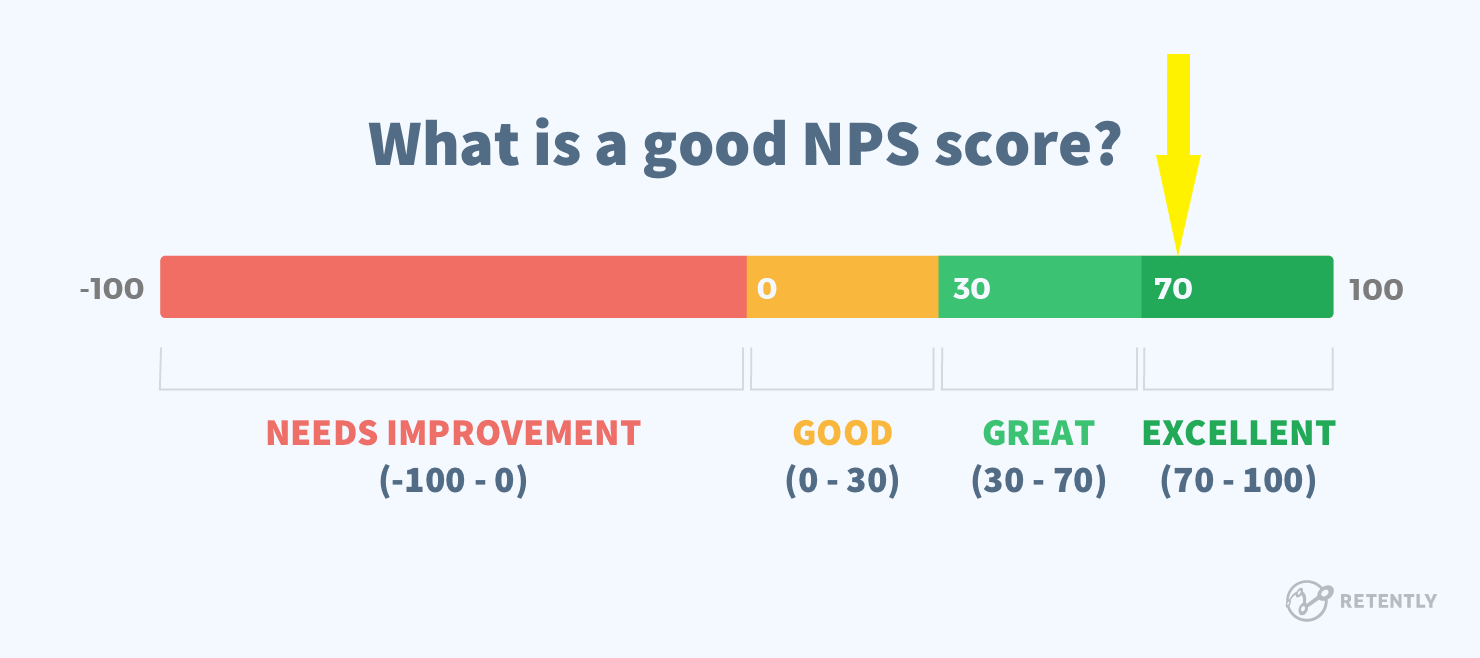 What is a good NPS score?
-100 0 30 70 100
NEEDS IMPROVEMENT GOOD GREAT EXCELLENT
(-100 - 0) (0 - 30) (30 - 70) (70 - 100)
RETENTLY